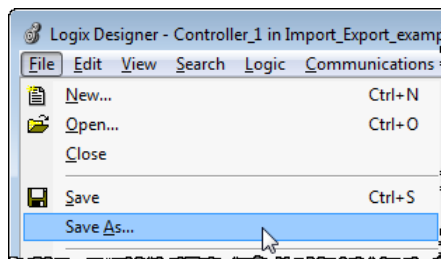 Logix Designer - Controller_1 in Import_Export_examp
File Edit View Search Logic Communications
New... Ctrl+N
Open... Ctrl+O
Close
Save Ctrl+S
Save As...